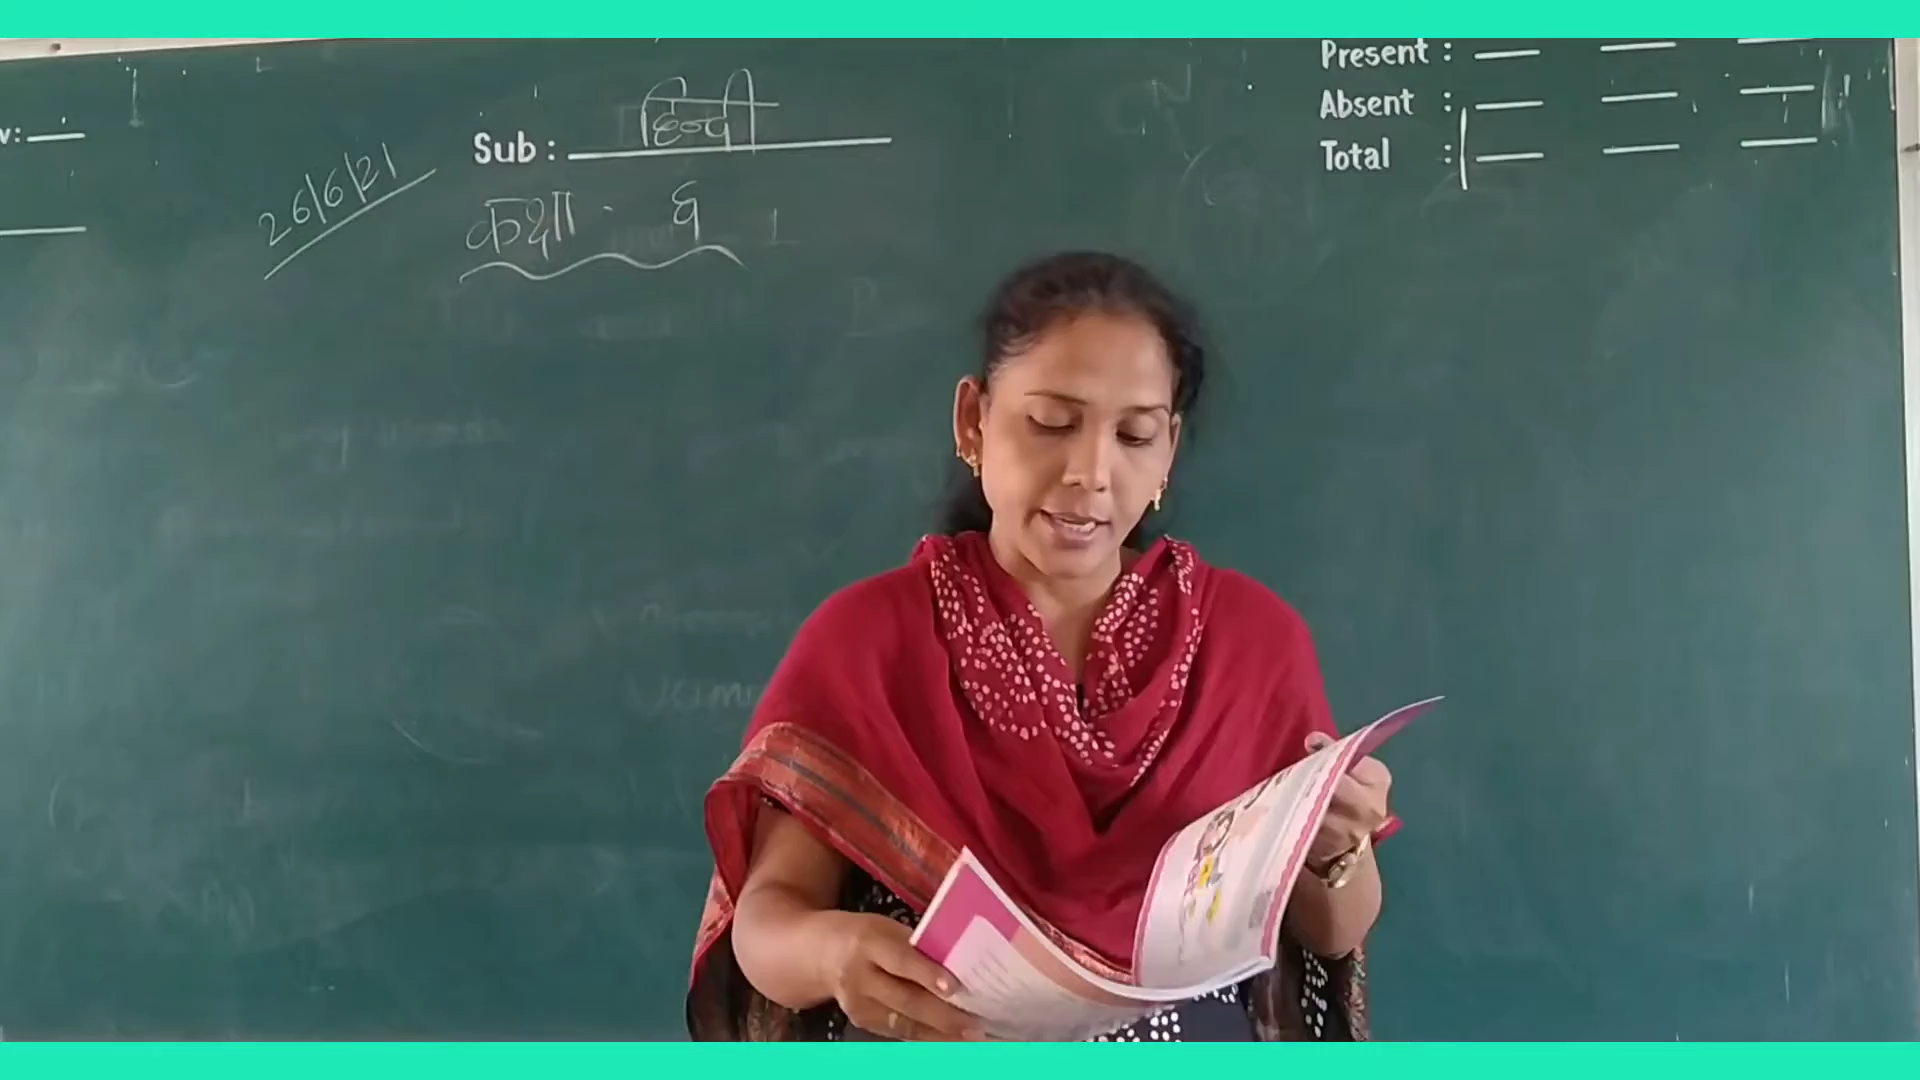 v:
26/6/21
Sub : हिन्दी
कक्षा - ६
Present :
Absent :
Total :